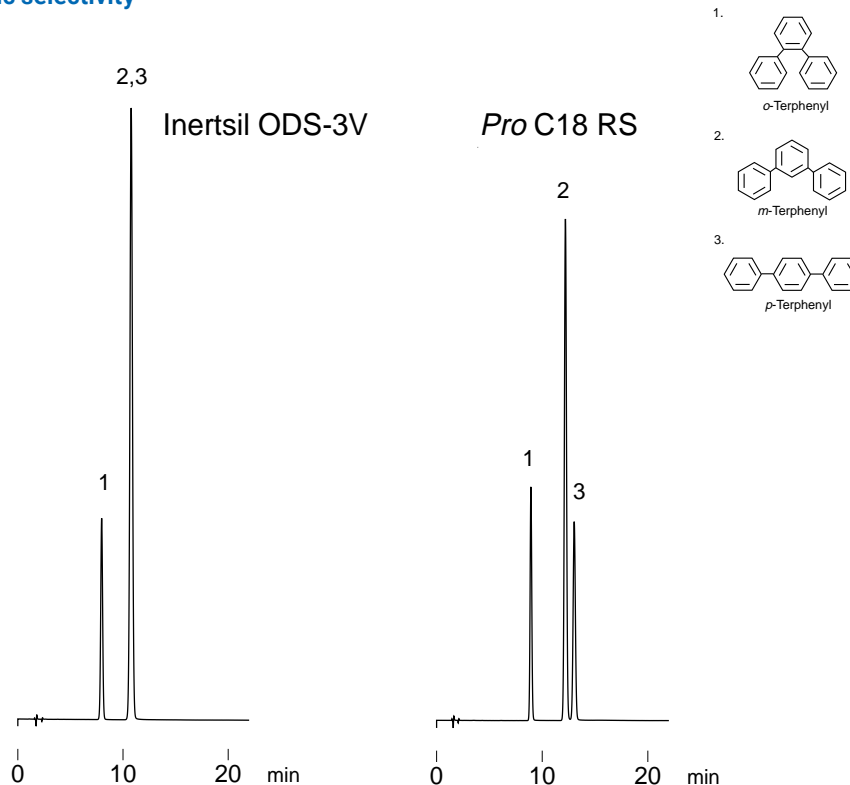 selectivity
2,3
Inertsil ODS-3V
1
0 10 20 min
Pro C18 RS
2
1
3
0 10 20 min
1.
o-Terphenyl
2.
m-Terphenyl
3.
p-Terphenyl